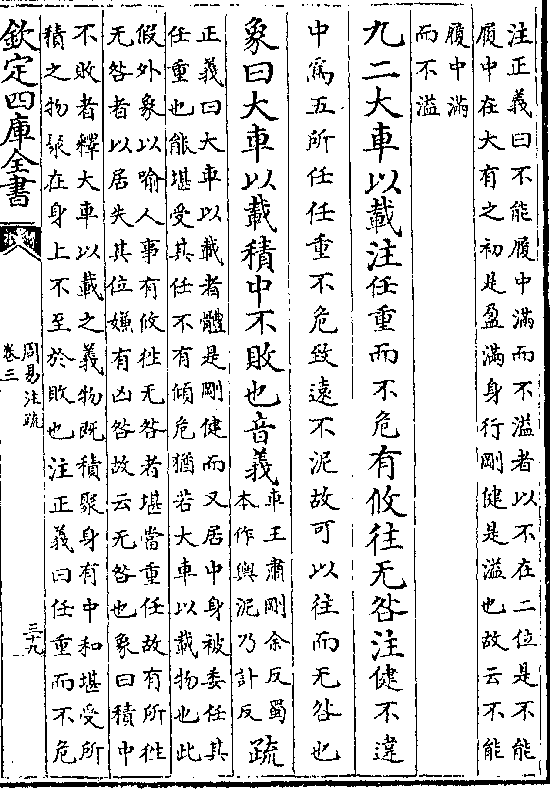 注正義曰不能履中滿而不溢者以不在二位是不能
履中在大有之初是盈滿身行剛健是溢也故云不能
履中滿
而不溢
九二大車以載注任重而不危有攸往无咎注健不違
中爲五所任任重不危致遠不泥故可以往而无咎也
象曰大車以載積中不敗也音義車王肅剛余反蜀本作輿泥乃計反疏
正義曰大車以載者體是剛健而又居中身被委任其
任重也能堪受其任不有傾危猶若大車以載物也此
假外象以喻人事有攸往无咎者堪當重任故有所往
无咎者以居失其位嫌有凶咎故云无咎也象曰積中
不敗者釋大車以載之義物既積聚身有中和堪受所
積之物聚在身上不至於敗也注正義曰任重而不危
欽定四庫全書
周易注疏
卷三
三十九